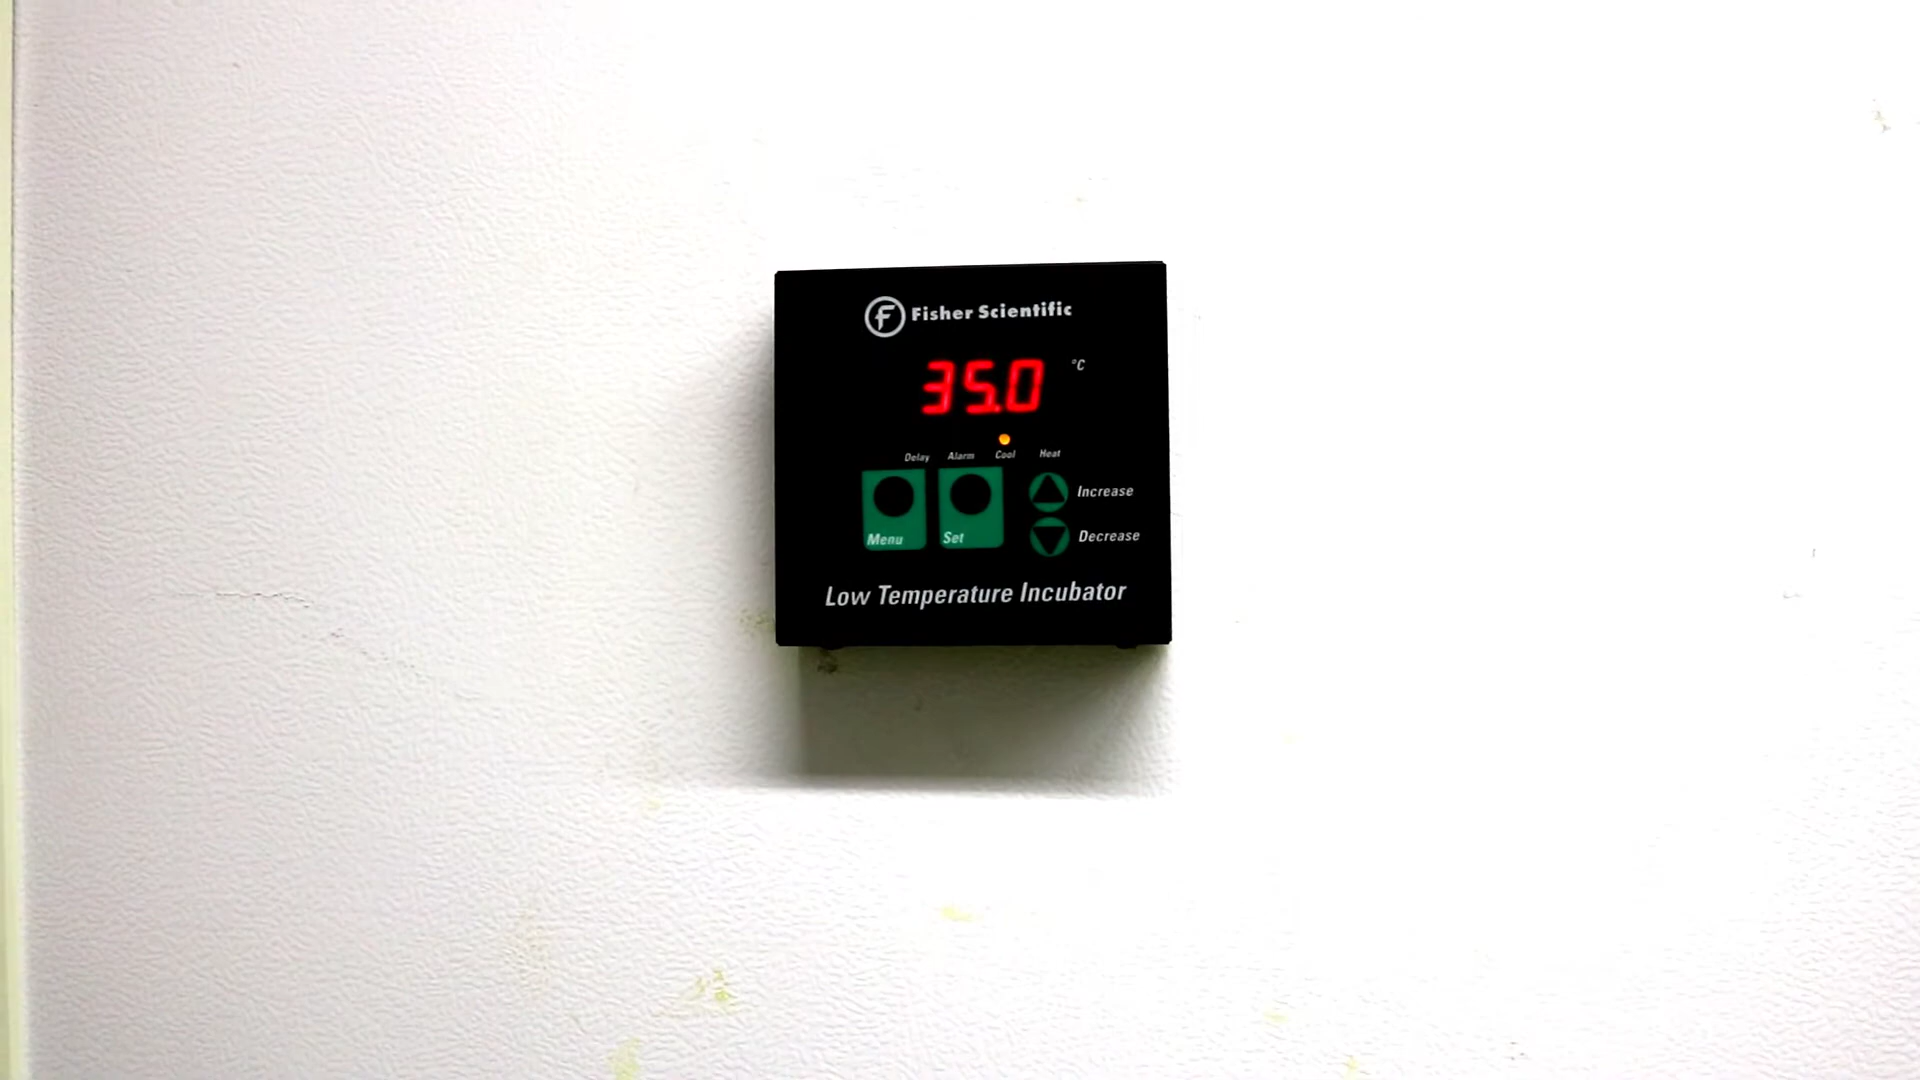 Fisher Scientific
35.0 °C
Delay Alarm Cool Heat
Increase
Menu Set Decrease
Low Temperature Incubator